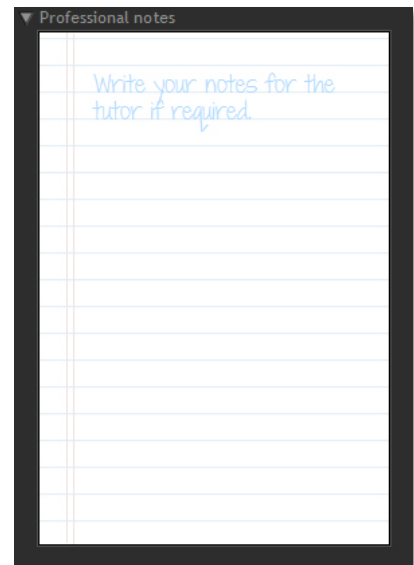 Professional notes
Write your notes for the
tutor if required.